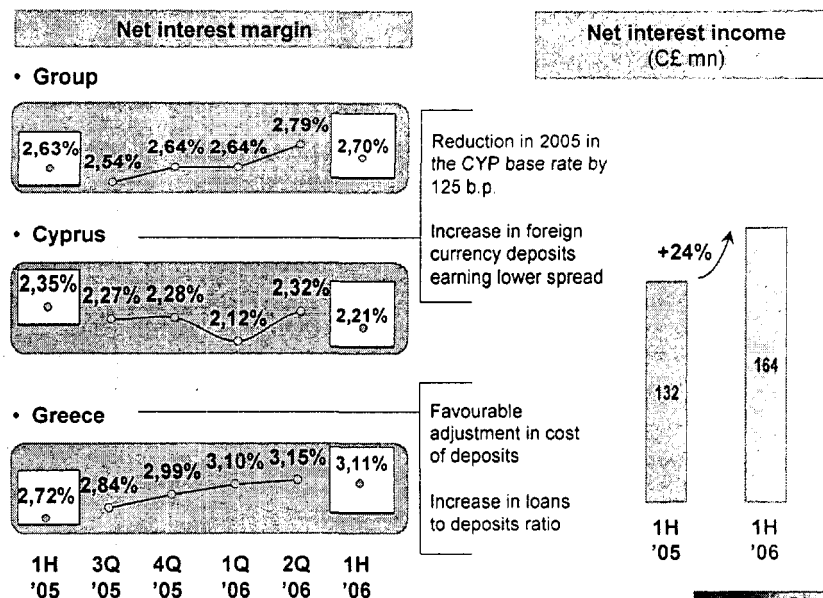 Net interest margin
• Group
2,63%
2,54%
2,64%
2,64%
2,79%
2,70%
• Cyprus
2,35%
2,27%
2,28%
2,12%
2,32%
2,21%
• Greece
2,72%
2,84%
2,99%
3,10%
3,15%
3,11%
1H 3Q 4Q 1Q 2Q 1H
'05 '05 '05 '06 '06 '06
Reduction in 2005 in
the CYP base rate by
125 b.p.
Increase in foreign
currency deposits
earning lower spread
Favourable
adjustment in cost
of deposits
Increase in loans
to deposits ratio
Net interest income
(C£ mn)
+24%
132
164
1H 1H
'05 '06